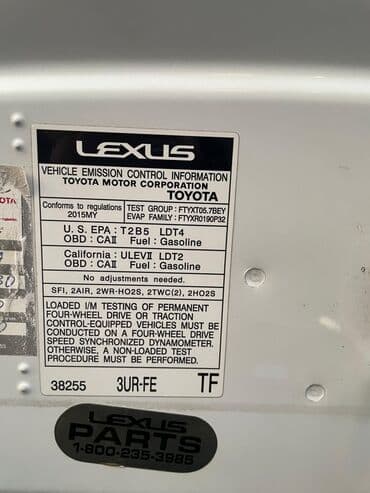 LEXUS
VEHICLE EMISSION CONTROL INFORMATION
TOYOTA MOTOR CORPORATION
TOYOTA
Conforms to regulations
2015MY
TEST GROUP : FTYXT05.7BEY
EVAP FAMILY : FTYXR0190P32
U. S. EPA : T2B5 LDT4
OBD : CAII Fuel : Gasoline
California : ULEVII LDT2
OBD : CAII Fuel : Gasoline
No adjustments needed.
SFI, 2AIR, 2WR-HO2S, 2TWC(2), 2HO2S
LOADED I/M TESTING OF PERMANENT
FOUR-WHEEL DRIVE OR TRACTION
CONTROL-EQUIPPED VEHICLES MUST BE
CONDUCTED ON A FOUR-WHEEL DRIVE
SPEED SYNCHRONIZED DYNAMOMETER,
OTHERWISE, A NON-LOADED TEST
PROCEDURE MUST BE PERFORMED.
38255 3UR-FE TF
LEXUS
PARTS
1-800-235-3985